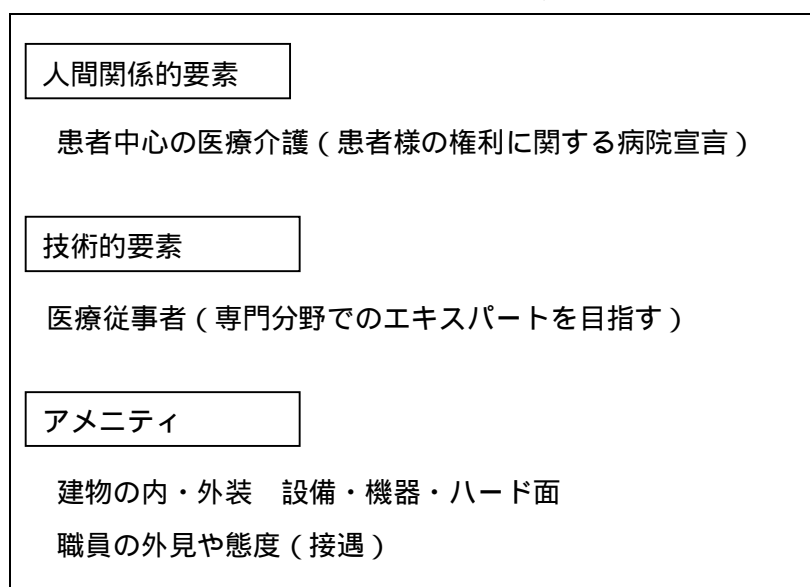 人間関係的要素
患者中心の医療介護（患者様の権利に関する病院宣言）
技術的要素
医療従事者（専門分野でのエキスパートを目指す）
アメニティ
建物の内・外装　設備・機器・ハード面
職員の外見や態度（接遇）